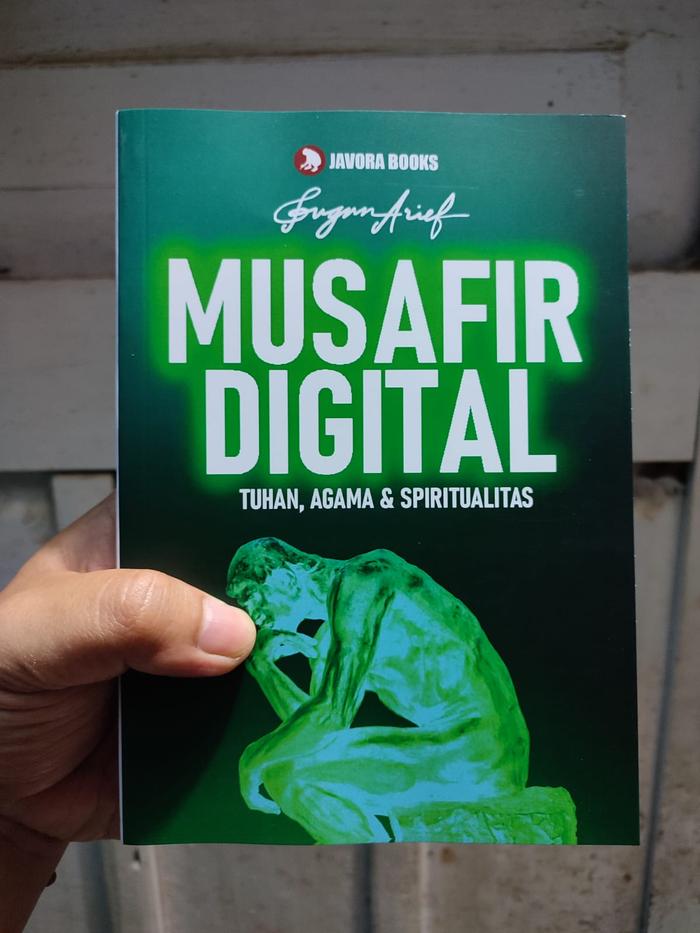 JAVORA BOOKS
Gugun Arief
MUSAFIR
DIGITAL
TUHAN, AGAMA & SPIRITUALITAS